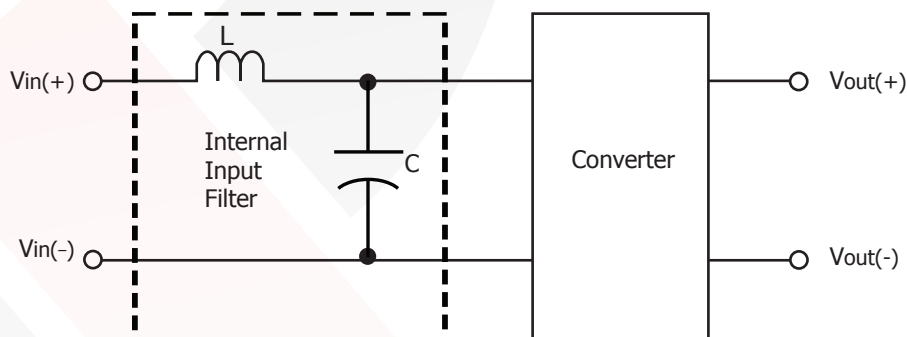 L
Vin(+)
Vout(+)
Internal
Input
Filter
C
Converter
Vin(−)
Vout(-)